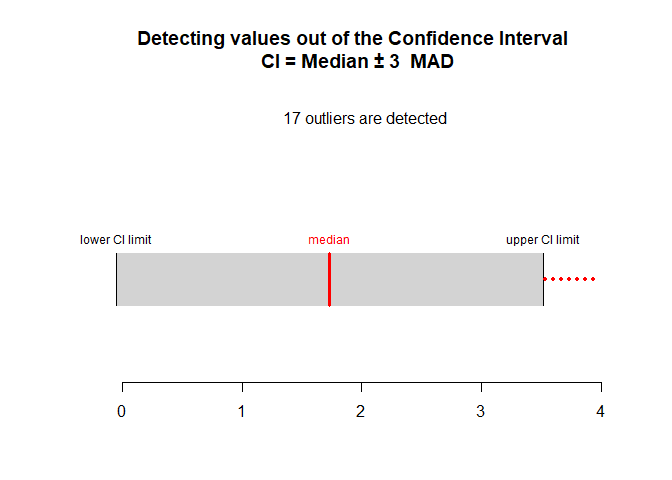 Detecting values out of the Confidence Interval
CI = Median ± 3  MAD
17 outliers are detected
lower CI limit
median
upper CI limit
0
1
2
3
4